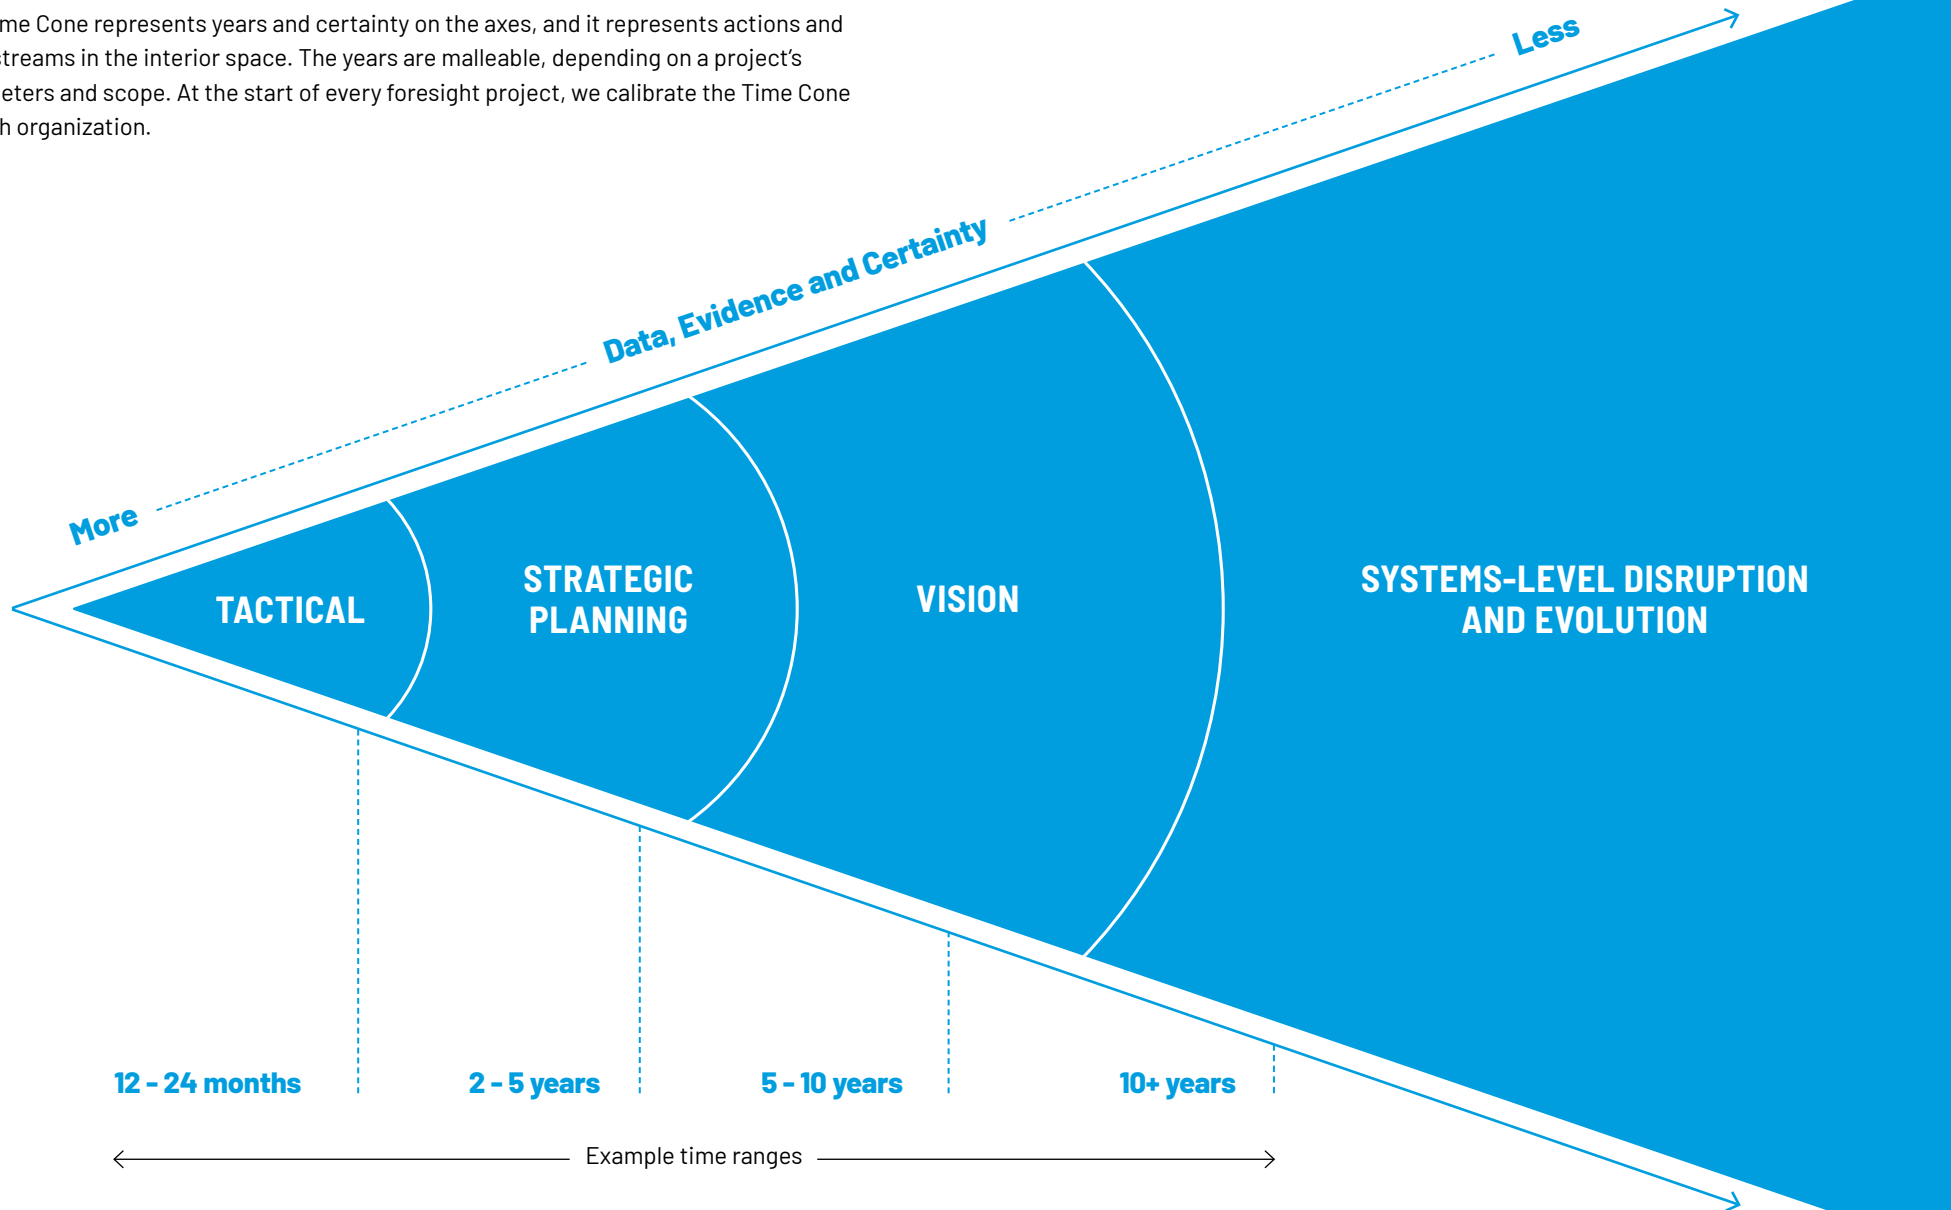 me Cone represents years and certainty on the axes, and it represents actions and
streams in the interior space. The years are malleable, depending on a project’s
eters and scope. At the start of every foresight project, we calibrate the Time Cone
h organization.
Less
Data, Evidence and Certainty
More
TACTICAL
STRATEGIC
PLANNING
VISION
SYSTEMS-LEVEL DISRUPTION
AND EVOLUTION
12 - 24 months
2 - 5 years
5 - 10 years
10+ years
Example time ranges